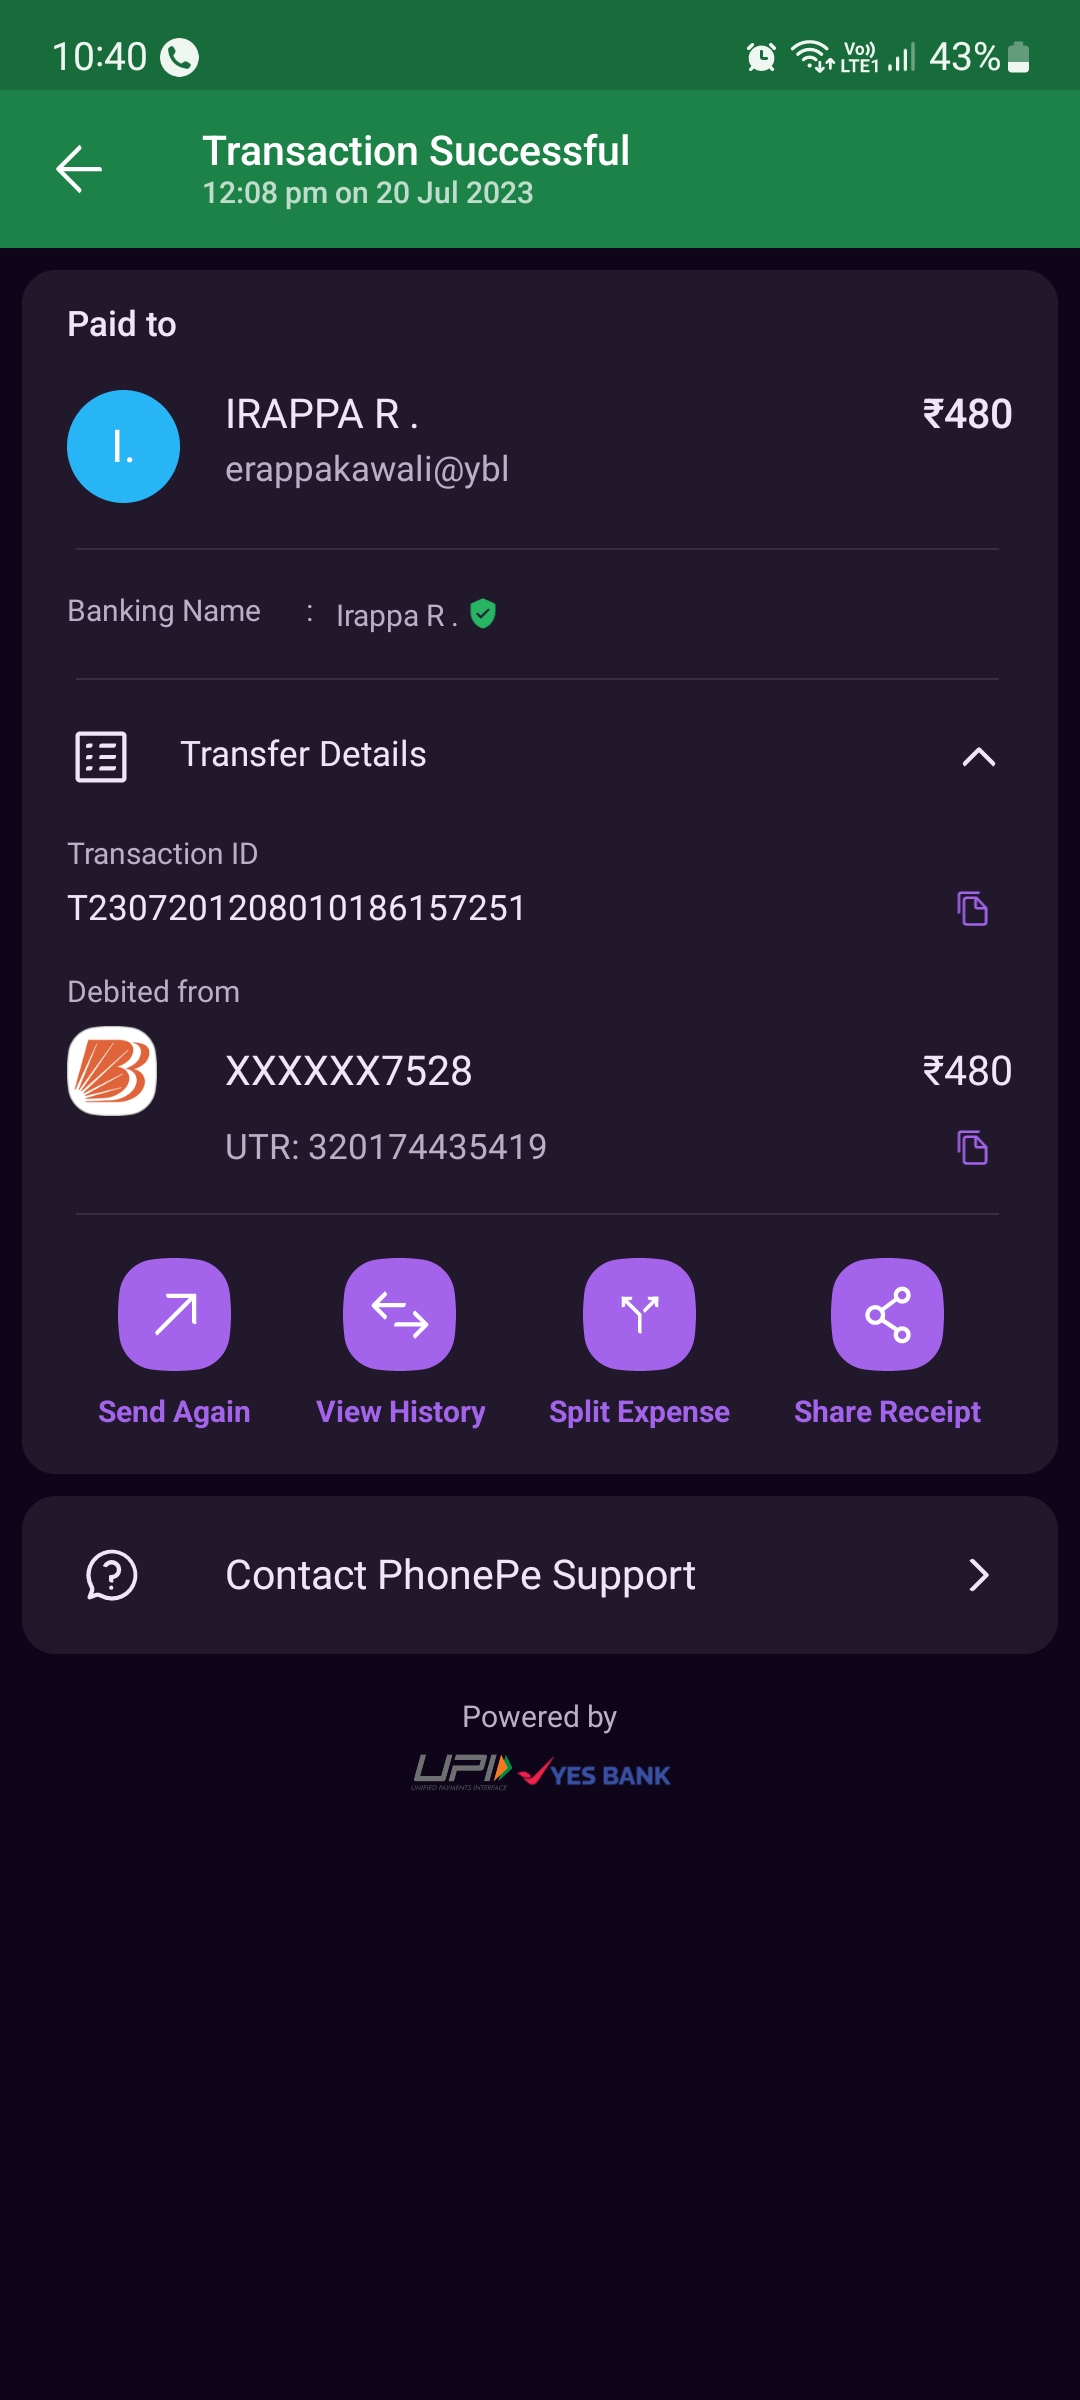 10:40 Vo)) LTE1 43%
Transaction Successful
12:08 pm on 20 Jul 2023
Paid to
I.
IRAPPA R . ₹480
erappakawali@ybl
Banking Name : Irappa R .
Transfer Details
Transaction ID
T2307201208010186157251
Debited from
XXXXXX7528 ₹480
UTR: 320174435419
Send Again View History Split Expense Share Receipt
Contact PhonePe Support
Powered by
UPI YES BANK
UNIFIED PAYMENTS INTERFACE